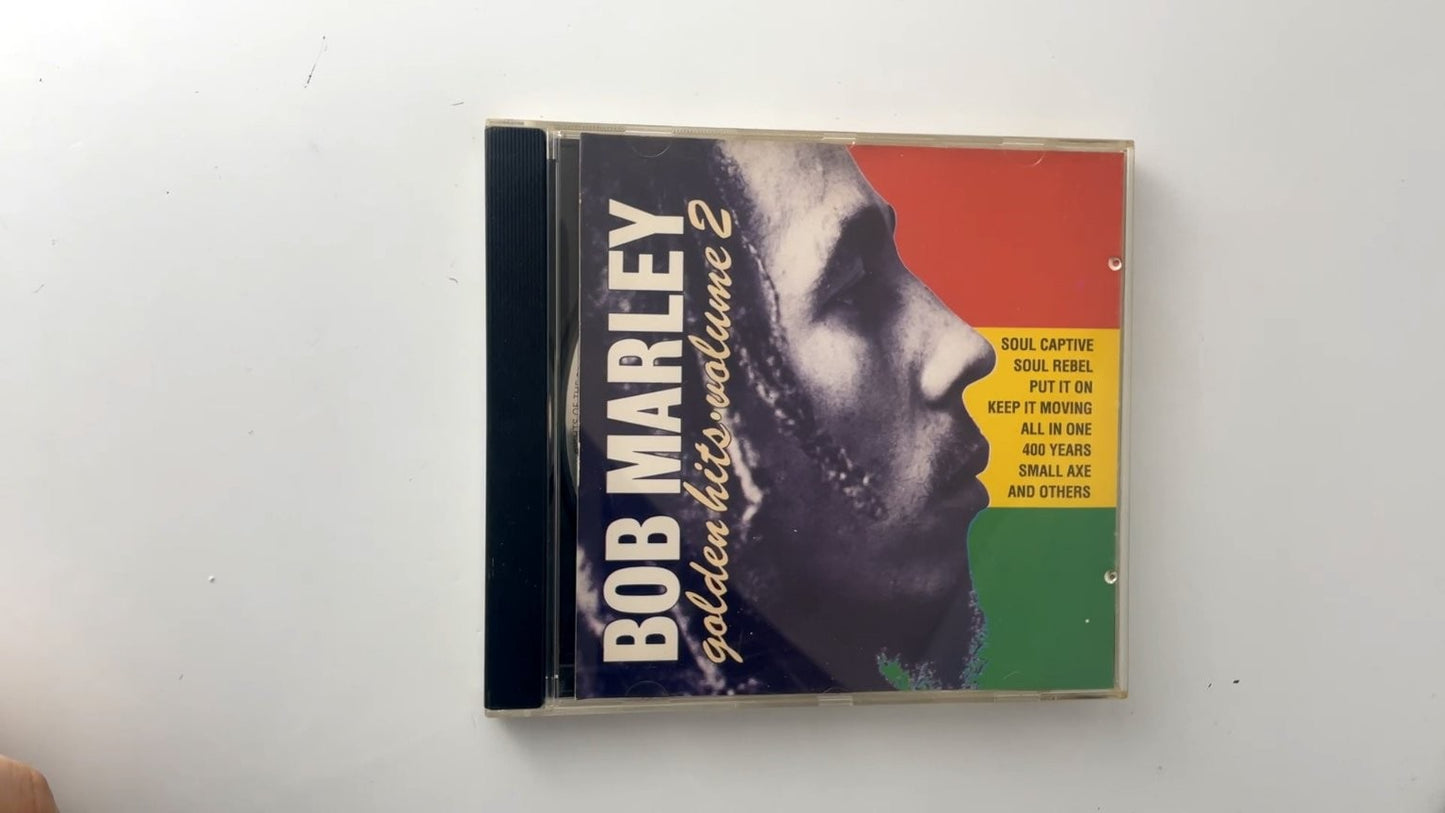 BOB MARLEY
golden hits·volume 2
SOUL CAPTIVE
SOUL REBEL
PUT IT ON
KEEP IT MOVING
ALL IN ONE
400 YEARS
SMALL AXE
AND OTHERS